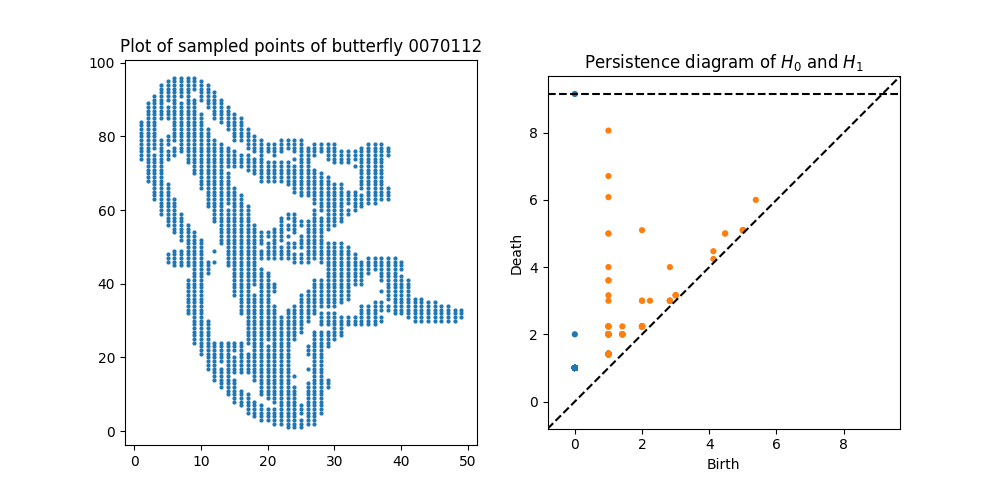 Plot of sampled points of butterfly 0070112
100
80
60
40
20
0
0 10 20 30 40 50
Persistence diagram of H₀ and H₁
Death
8
6
4
2
0
0 2 4 6 8
Birth